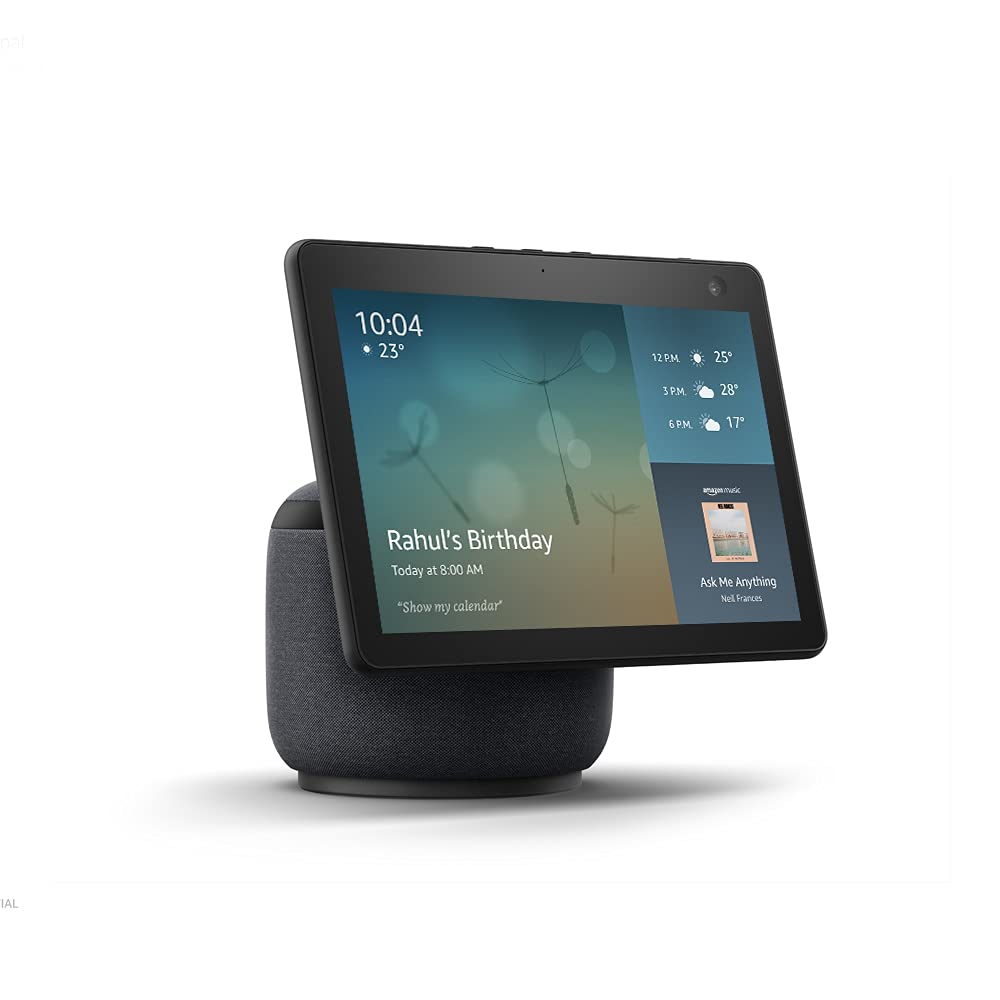 10:04
23°
12 P.M. 25°
3 P.M. 28°
6 P.M. 17°
Rahul's Birthday
Today at 8:00 AM
"Show my calendar"
amazon music
Ask Me Anything
Neil Frances